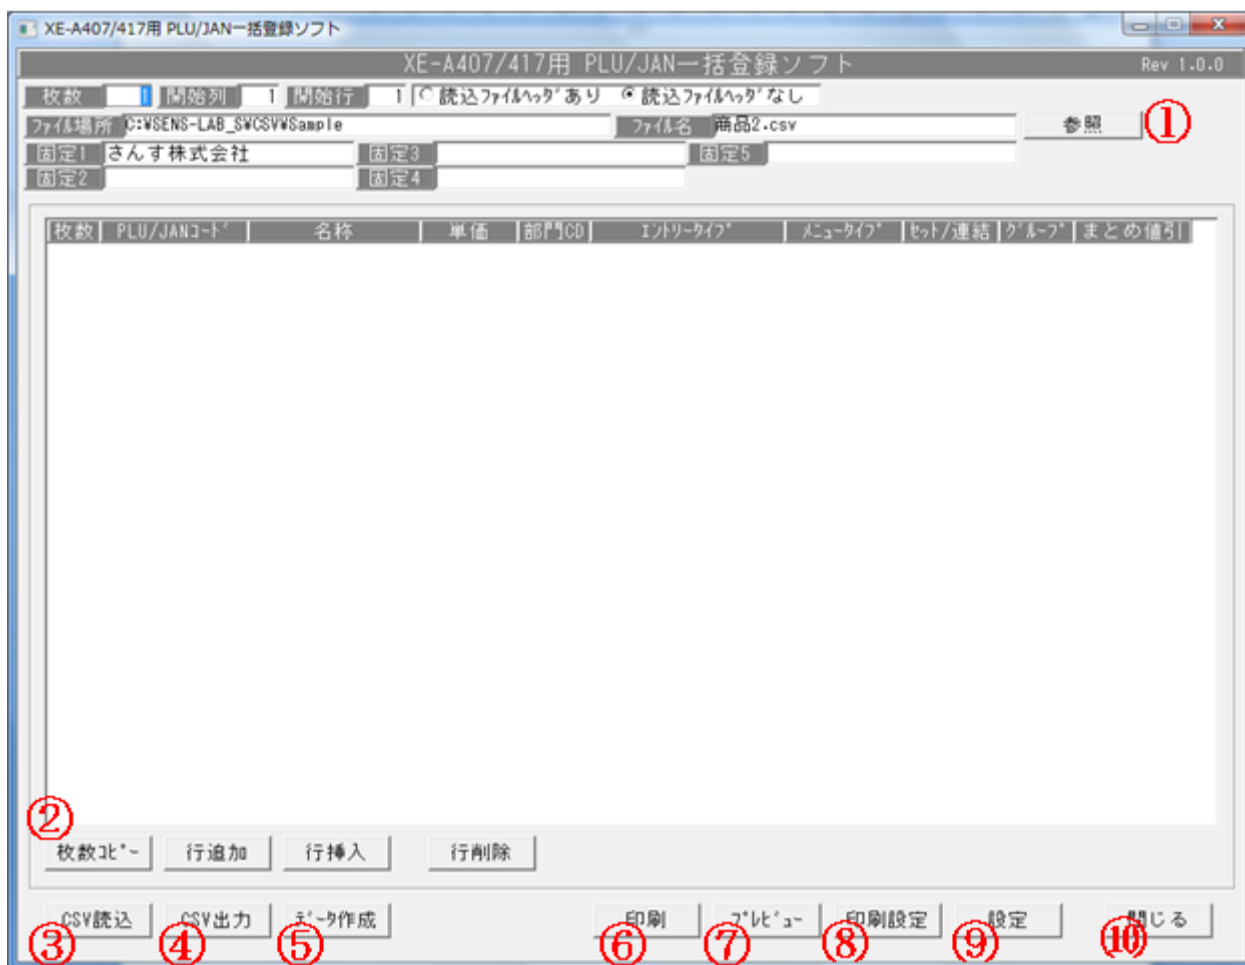 XE-A407/417用 PLU/JAN一括登録ソフト
XE-A407/417用 PLU/JAN一括登録ソフト Rev 1.0.0
枚数 1 開始列 1 開始行 1 読込ﾌｧｲﾙﾍｯﾀﾞあり 読込ﾌｧｲﾙﾍｯﾀﾞなし
ﾌｧｲﾙ場所 C:¥SENS-LAB_S¥CSV¥Sample ﾌｧｲﾙ名 商品2.csv 参照 ①
固定1 さんす株式会社 固定3 固定5
固定2 固定4
枚数 PLU/JANｺｰﾄﾞ 名称 単価 部門CD ｴﾝﾄﾘｰﾀｲﾌﾟ ﾒﾆｭｰﾀｲﾌﾟ ｾｯﾄ/連結 ｸﾞﾙｰﾌﾟ まとめ値引
②
枚数ｺﾋﾟｰ 行追加 行挿入 行削除
CSV読込 CSV出力 ﾃﾞｰﾀ作成 印刷 ﾌﾟﾚﾋﾞｭｰ 印刷設定 設定 閉じる
③ ④ ⑤ ⑥ ⑦ ⑧ ⑨ ⑩